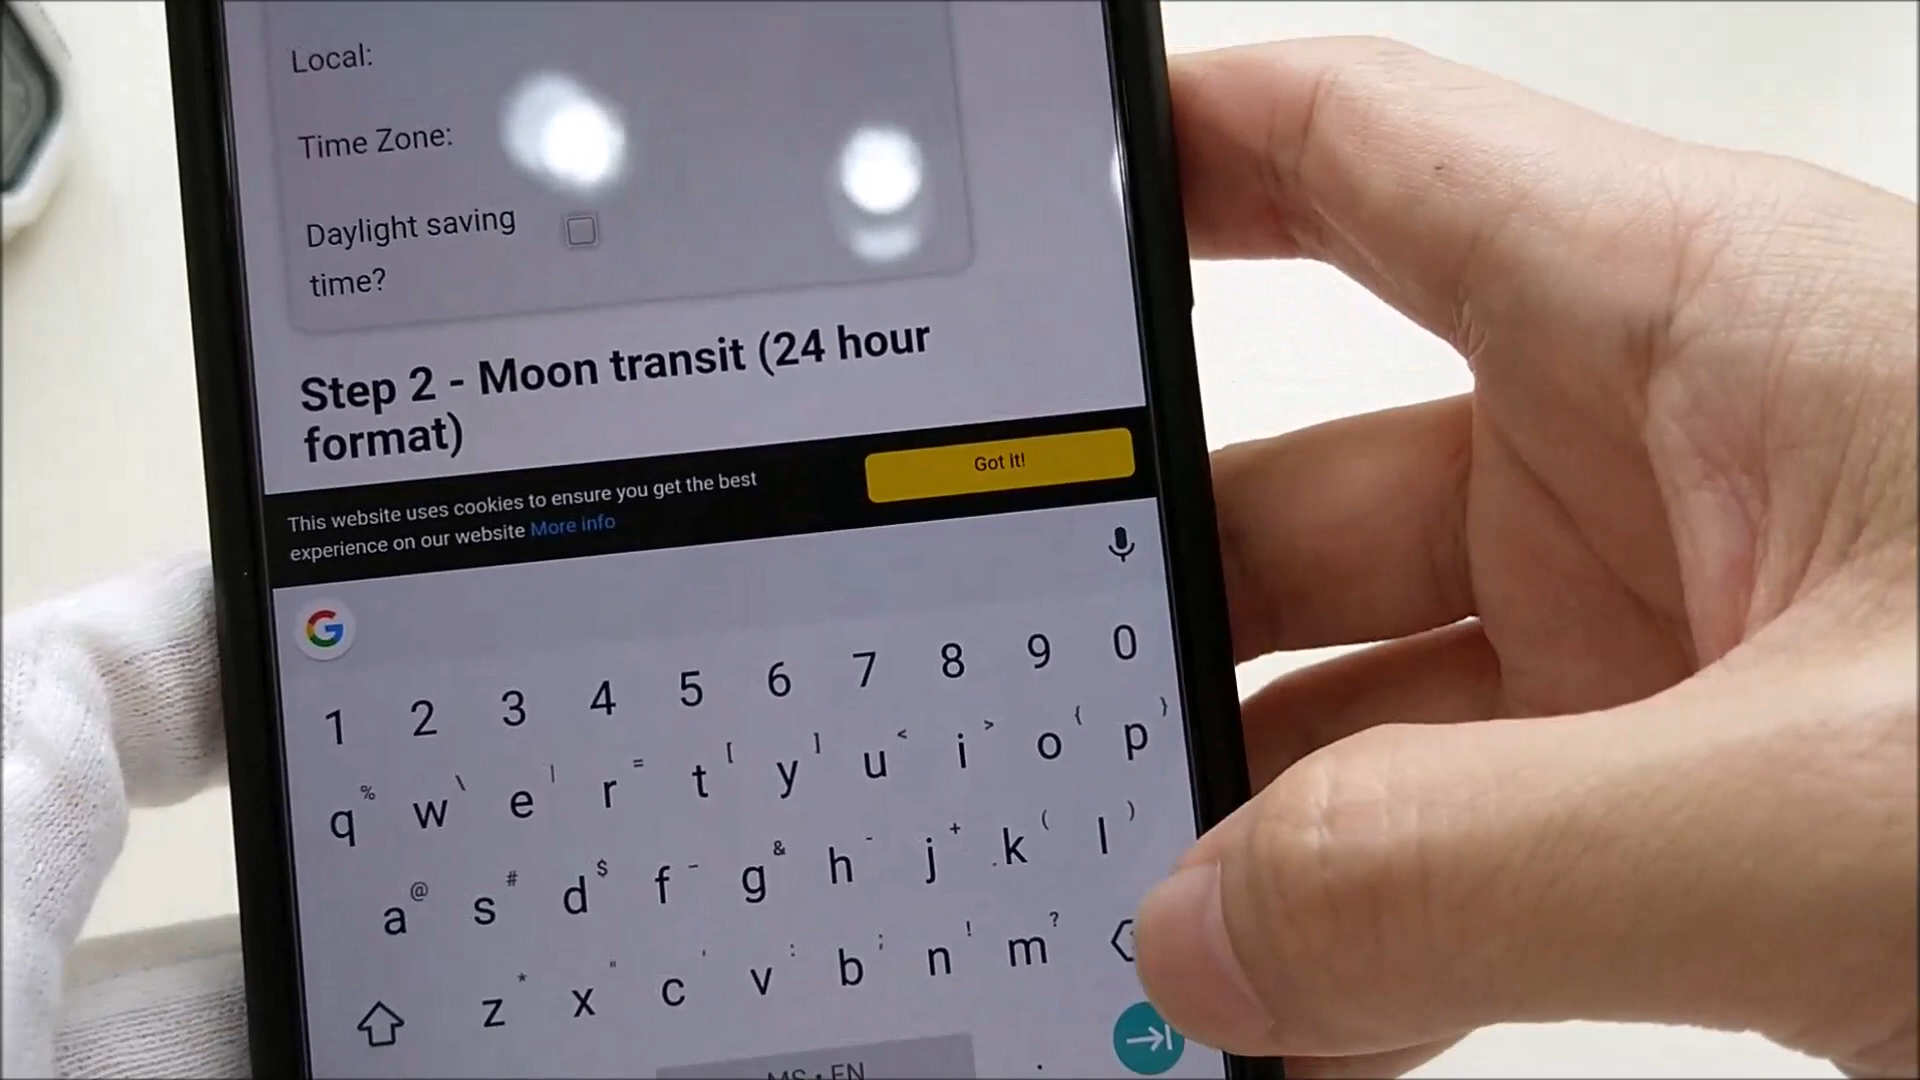 Local:
Time Zone:
Daylight saving
time?
Step 2 - Moon transit (24 hour
format)
This website uses cookies to ensure you get the best
experience on our website More info
Got it!
G
1 2 3 4 5 6 7 8 9 0
q % w \ e | r = t [ y ] u < i > o { p }
a @ s # d $ f - g & h - j + k ( l )
z * x " c ' v : b ; n ! m ?
MS • EN .